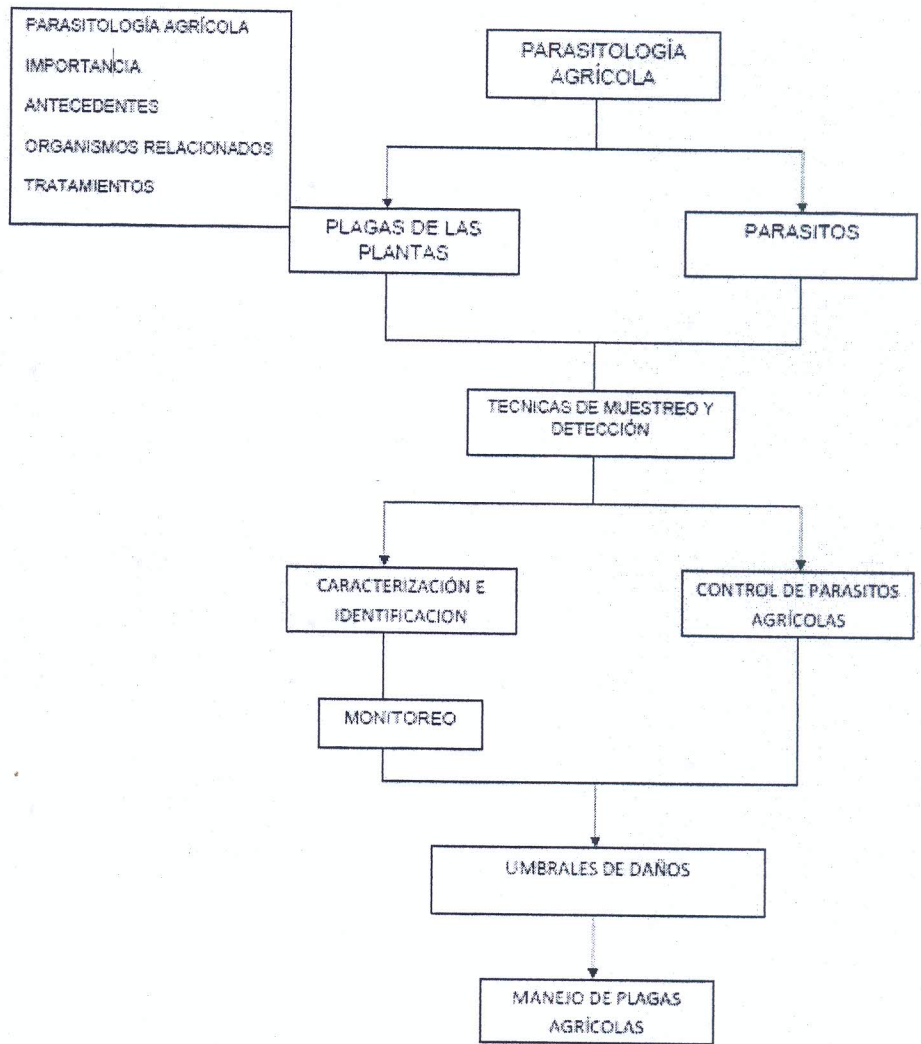 PARASITOLOGÍA AGRÍCOLA
IMPORTANCIA
ANTECEDENTES
ORGANISMOS RELACIONADOS
TRATAMIENTOS
PARASITOLOGÍA
AGRÍCOLA
PLAGAS DE LAS
PLANTAS
PARASITOS
TECNICAS DE MUESTREO Y
DETECCIÓN
CARACTERIZACIÓN E
IDENTIFICACION
CONTROL DE PARASITOS
AGRÍCOLAS
MONITOREO
UMBRALES DE DAÑOS
MANEJO DE PLAGAS
AGRÍCOLAS